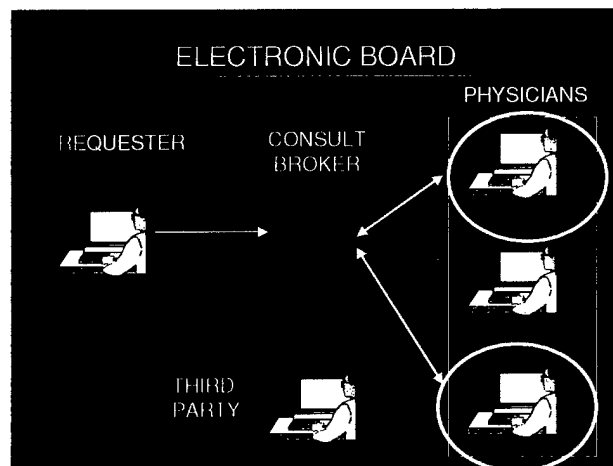 ELECTRONIC BOARD
PHYSICIANS
REQUESTER
CONSULT
BROKER
THIRD
PARTY